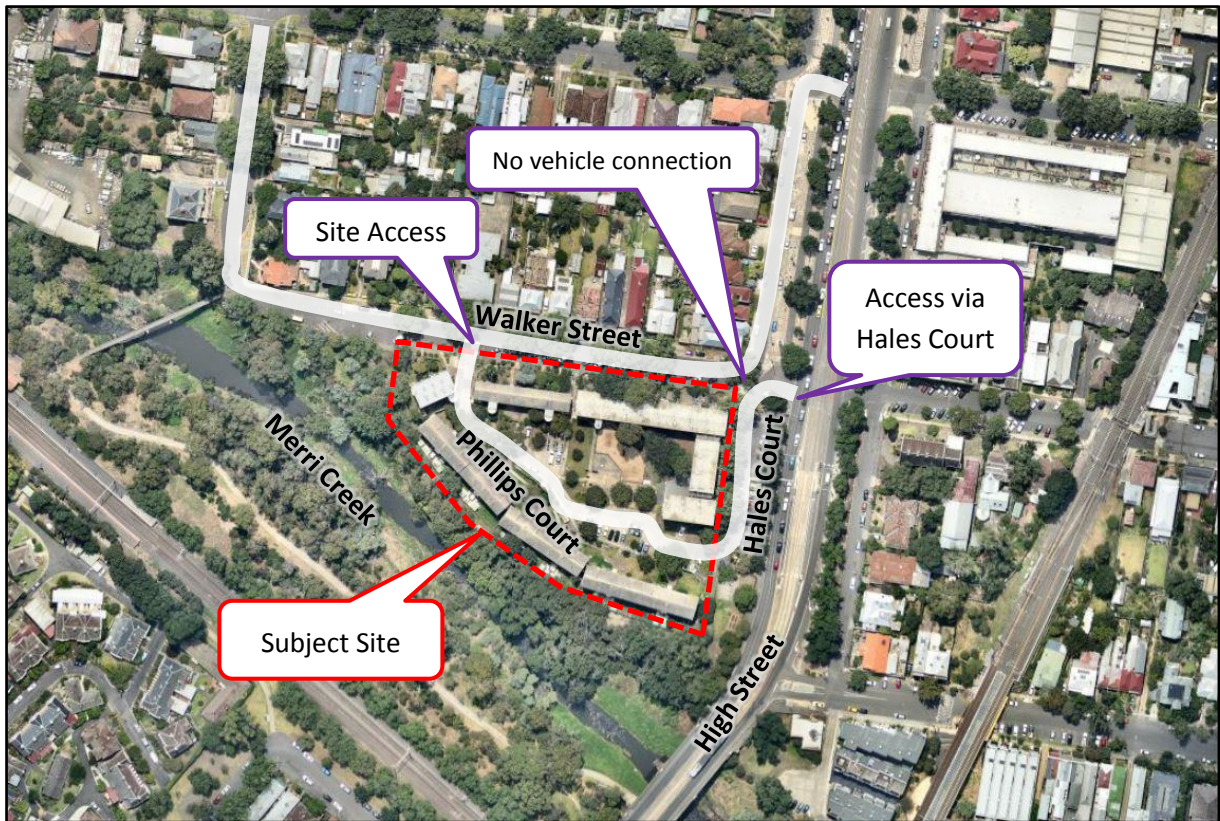 No vehicle connection
Site Access
Access via
Hales Court
Walker Street
Phillips Court
Hales Court
Merri Creek
Subject Site
High Street